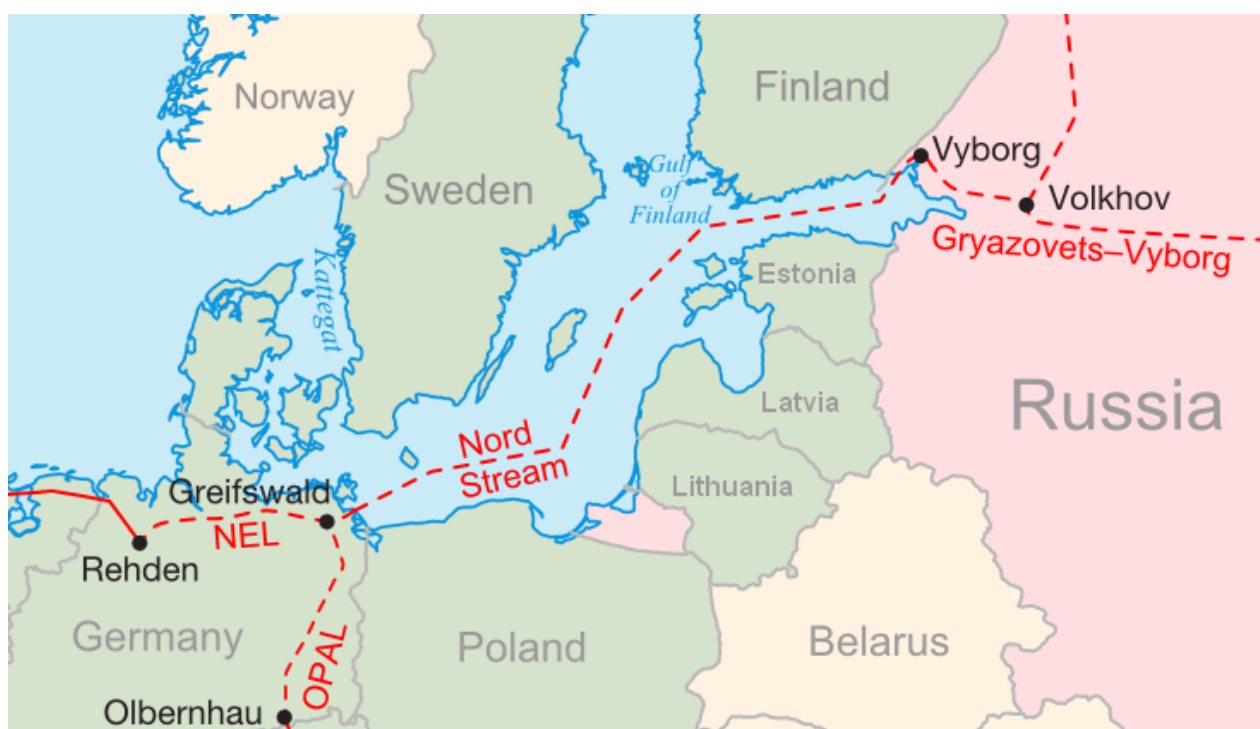 Norway
Finland
Sweden
Gulf
of
Finland
Vyborg
Volkhov
Gryazovets–Vyborg
Kattegat
Estonia
Russia
Latvia
Nord
Stream
Lithuania
Greifswald
NEL
Rehden
Germany
OPAL
Poland
Belarus
Olbernhau